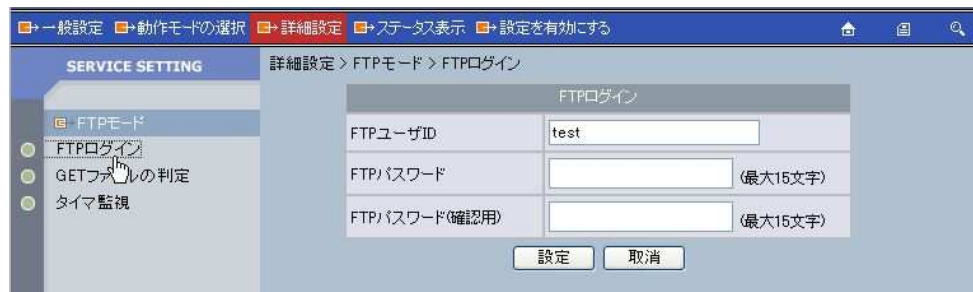 一般設定 動作モードの選択 詳細設定 ステータス表示 設定を有効にする
SERVICE SETTING
FTPモード
FTPログイン
GETファイルの判定
タイマ監視
詳細設定 > FTPモード > FTPログイン
FTPログイン
FTPユーザID test
FTPパスワード (最大15文字)
FTPパスワード(確認用) (最大15文字)
設定 取消